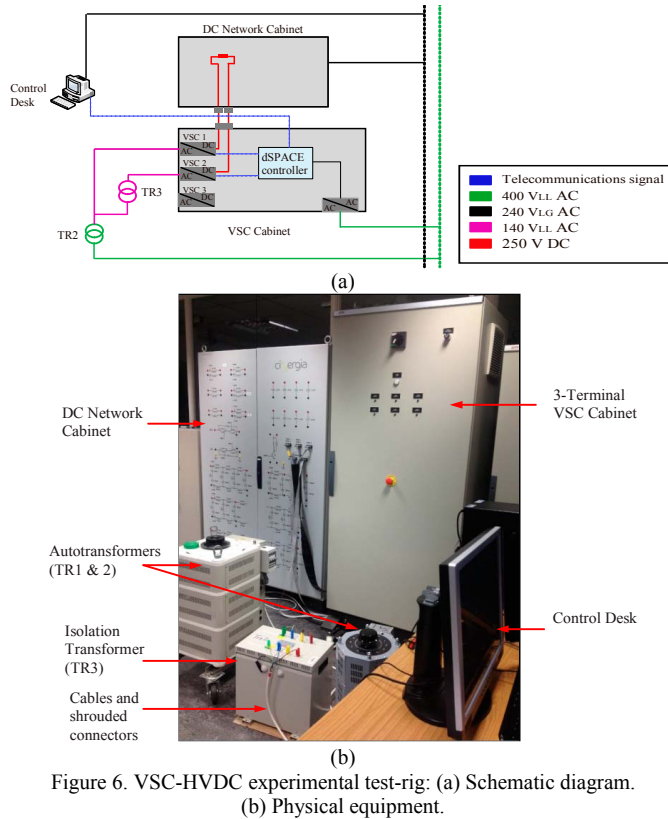 DC Network Cabinet
Control
Desk
VSC 1
DC
AC
VSC 2
DC
AC
VSC 3
DC
AC
dSPACE
controller
AC
AC
TR3
TR2
VSC Cabinet
Telecommunications signal
400 VLL AC
240 VLG AC
140 VLL AC
250 V DC
(a)
cinergia
DC Network
Cabinet
3-Terminal
VSC Cabinet
Autotransformers
(TR1 & 2)
Isolation
Transformer
(TR3)
Control Desk
Cables and
shrouded
connectors
(b)
Figure 6. VSC-HVDC experimental test-rig: (a) Schematic diagram.
(b) Physical equipment.